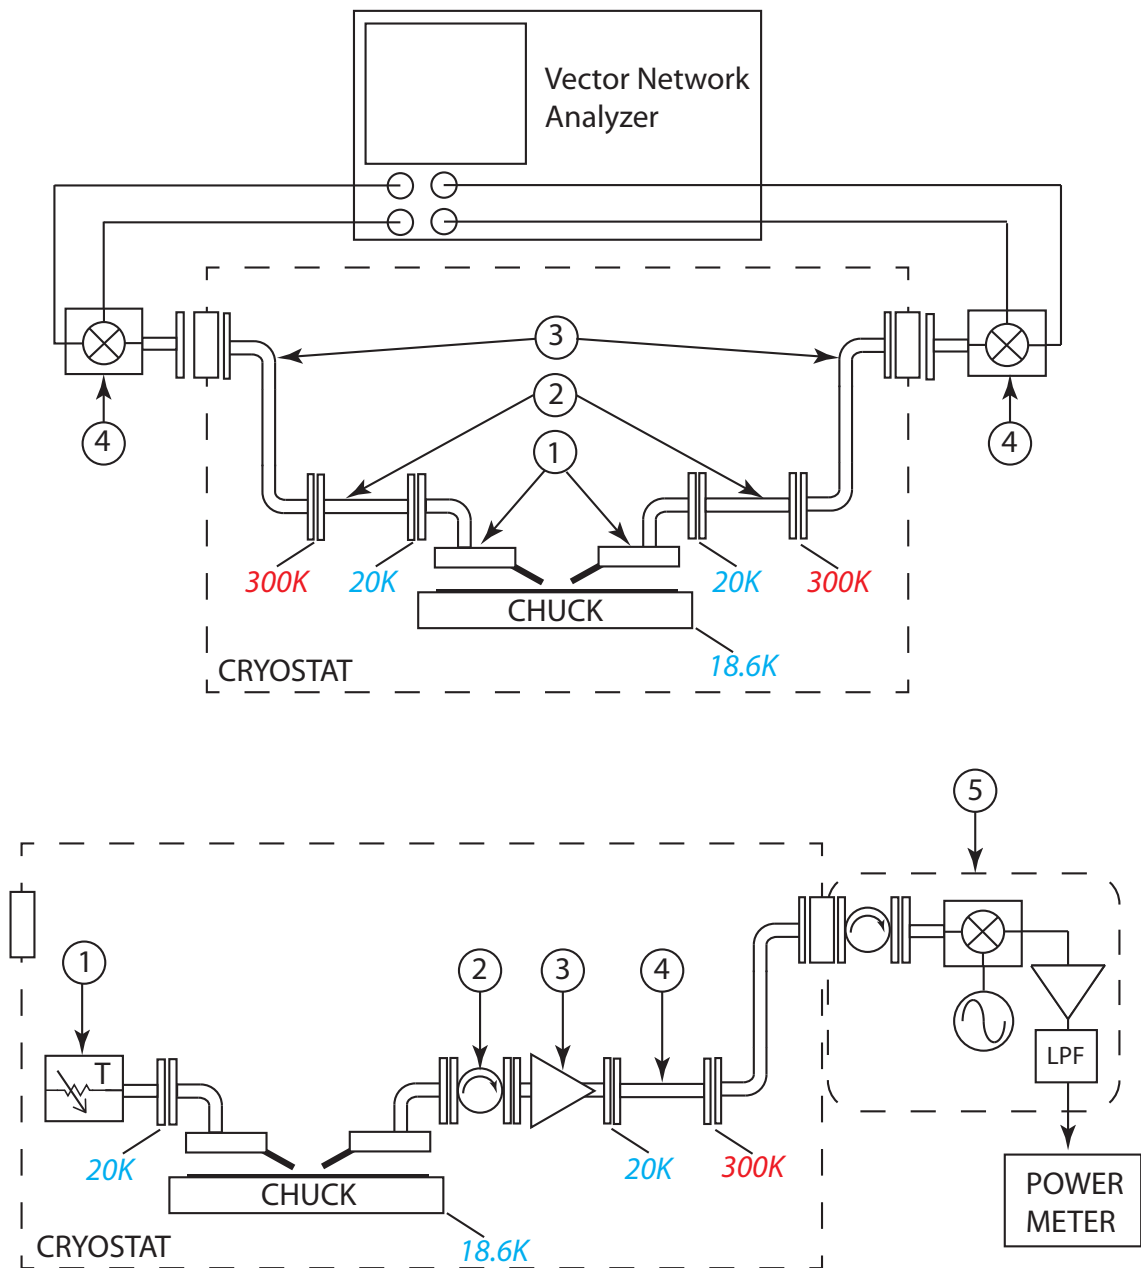 Vector Network
Analyzer
3
2
1
4
4
300K
20K
20K
300K
CHUCK
18.6K
CRYOSTAT
5
1
2
3
4
T
LPF
20K
20K
300K
CHUCK
18.6K
CRYOSTAT
POWER
METER